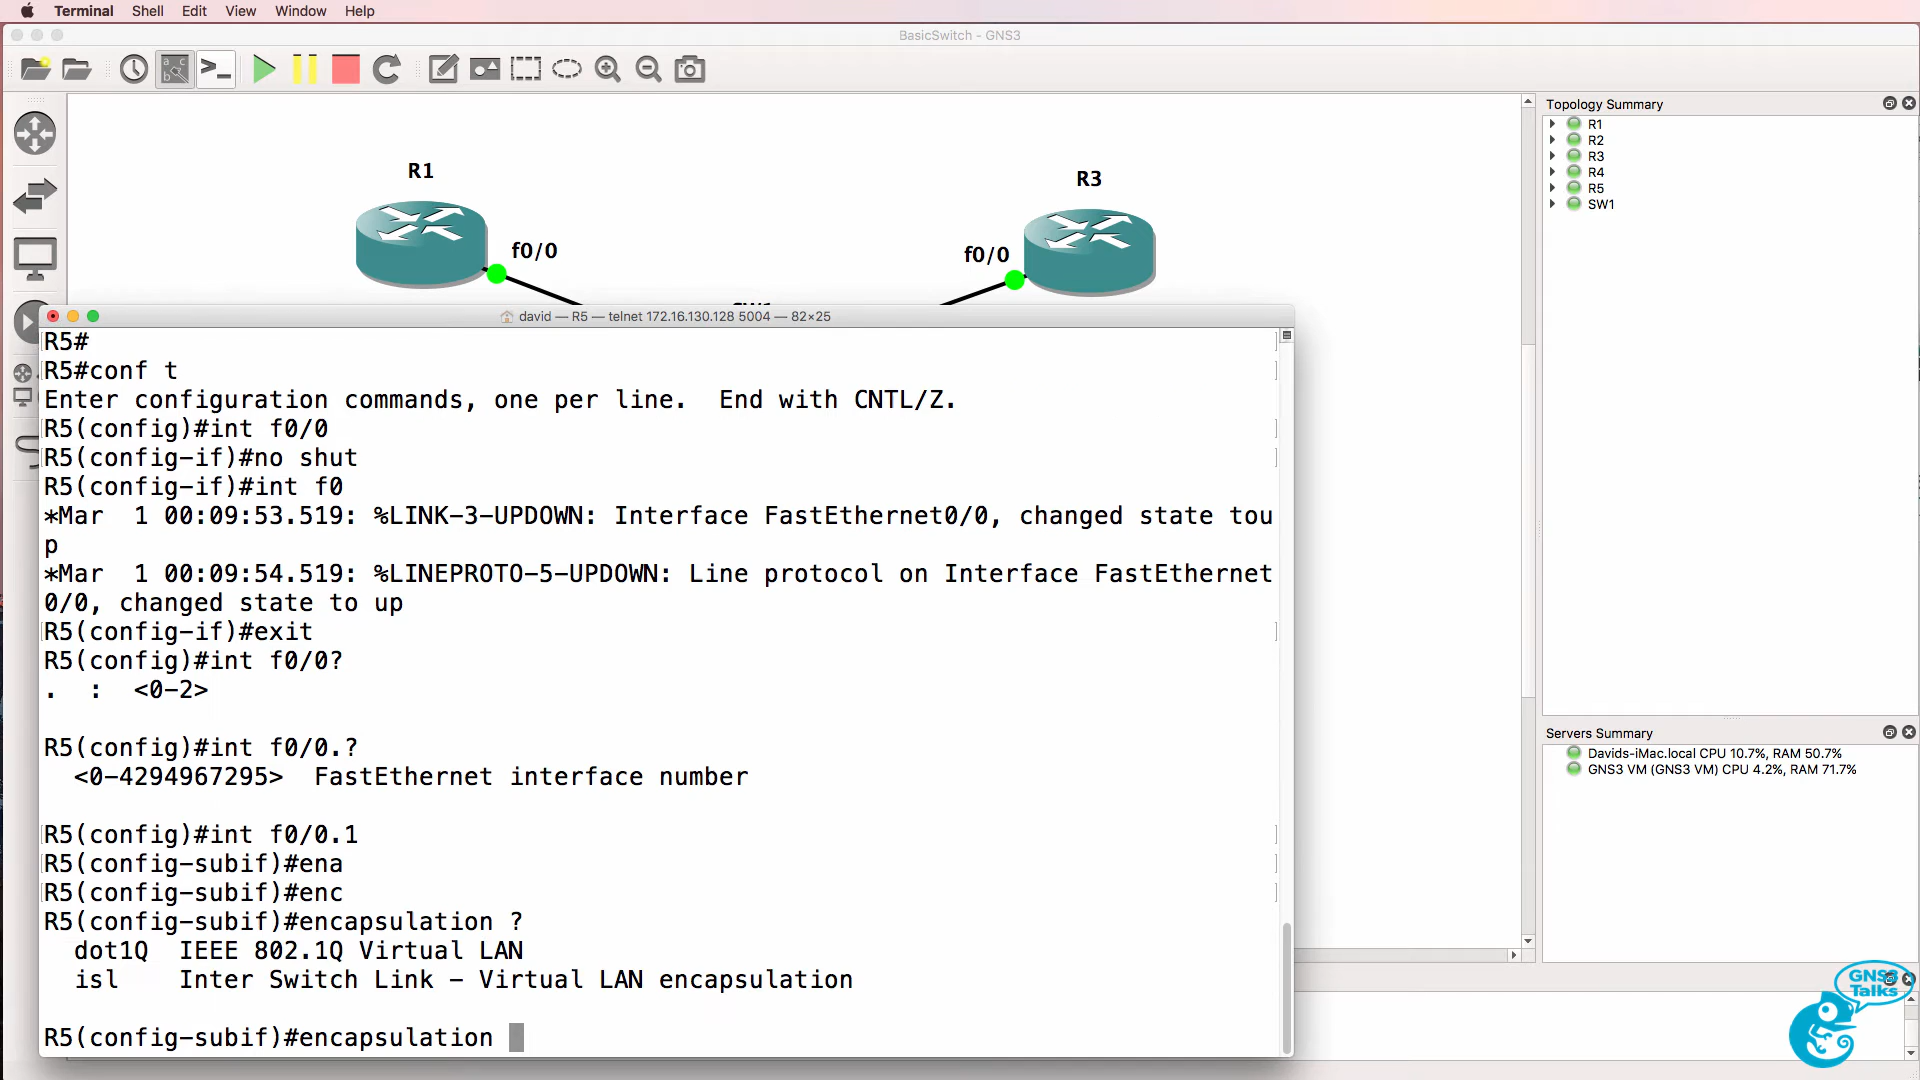 Terminal Shell Edit View Window Help
BasicSwitch - GNS3
Topology Summary
R1
R2
R3
R4
R5
SW1
R1
f0/0
R3
f0/0
david — R5 — telnet 172.16.130.128 5004 — 82×25
R5#
R5#conf t
Enter configuration commands, one per line.  End with CNTL/Z.
R5(config)#int f0/0
R5(config-if)#no shut
R5(config-if)#int f0
*Mar  1 00:09:53.519: %LINK-3-UPDOWN: Interface FastEthernet0/0, changed state tou
p
*Mar  1 00:09:54.519: %LINEPROTO-5-UPDOWN: Line protocol on Interface FastEthernet
0/0, changed state to up
R5(config-if)#exit
R5(config)#int f0/0?
.  :  <0-2>
R5(config)#int f0/0.?
<0-4294967295>  FastEthernet interface number
R5(config)#int f0/0.1
R5(config-subif)#ena
R5(config-subif)#enc
R5(config-subif)#encapsulation ?
dot1Q  IEEE 802.1Q Virtual LAN
isl    Inter Switch Link - Virtual LAN encapsulation
R5(config-subif)#encapsulation
Servers Summary
Davids-iMac.local CPU 10.7%, RAM 50.7%
GNS3 VM (GNS3 VM) CPU 4.2%, RAM 71.7%
GNS3
Talks